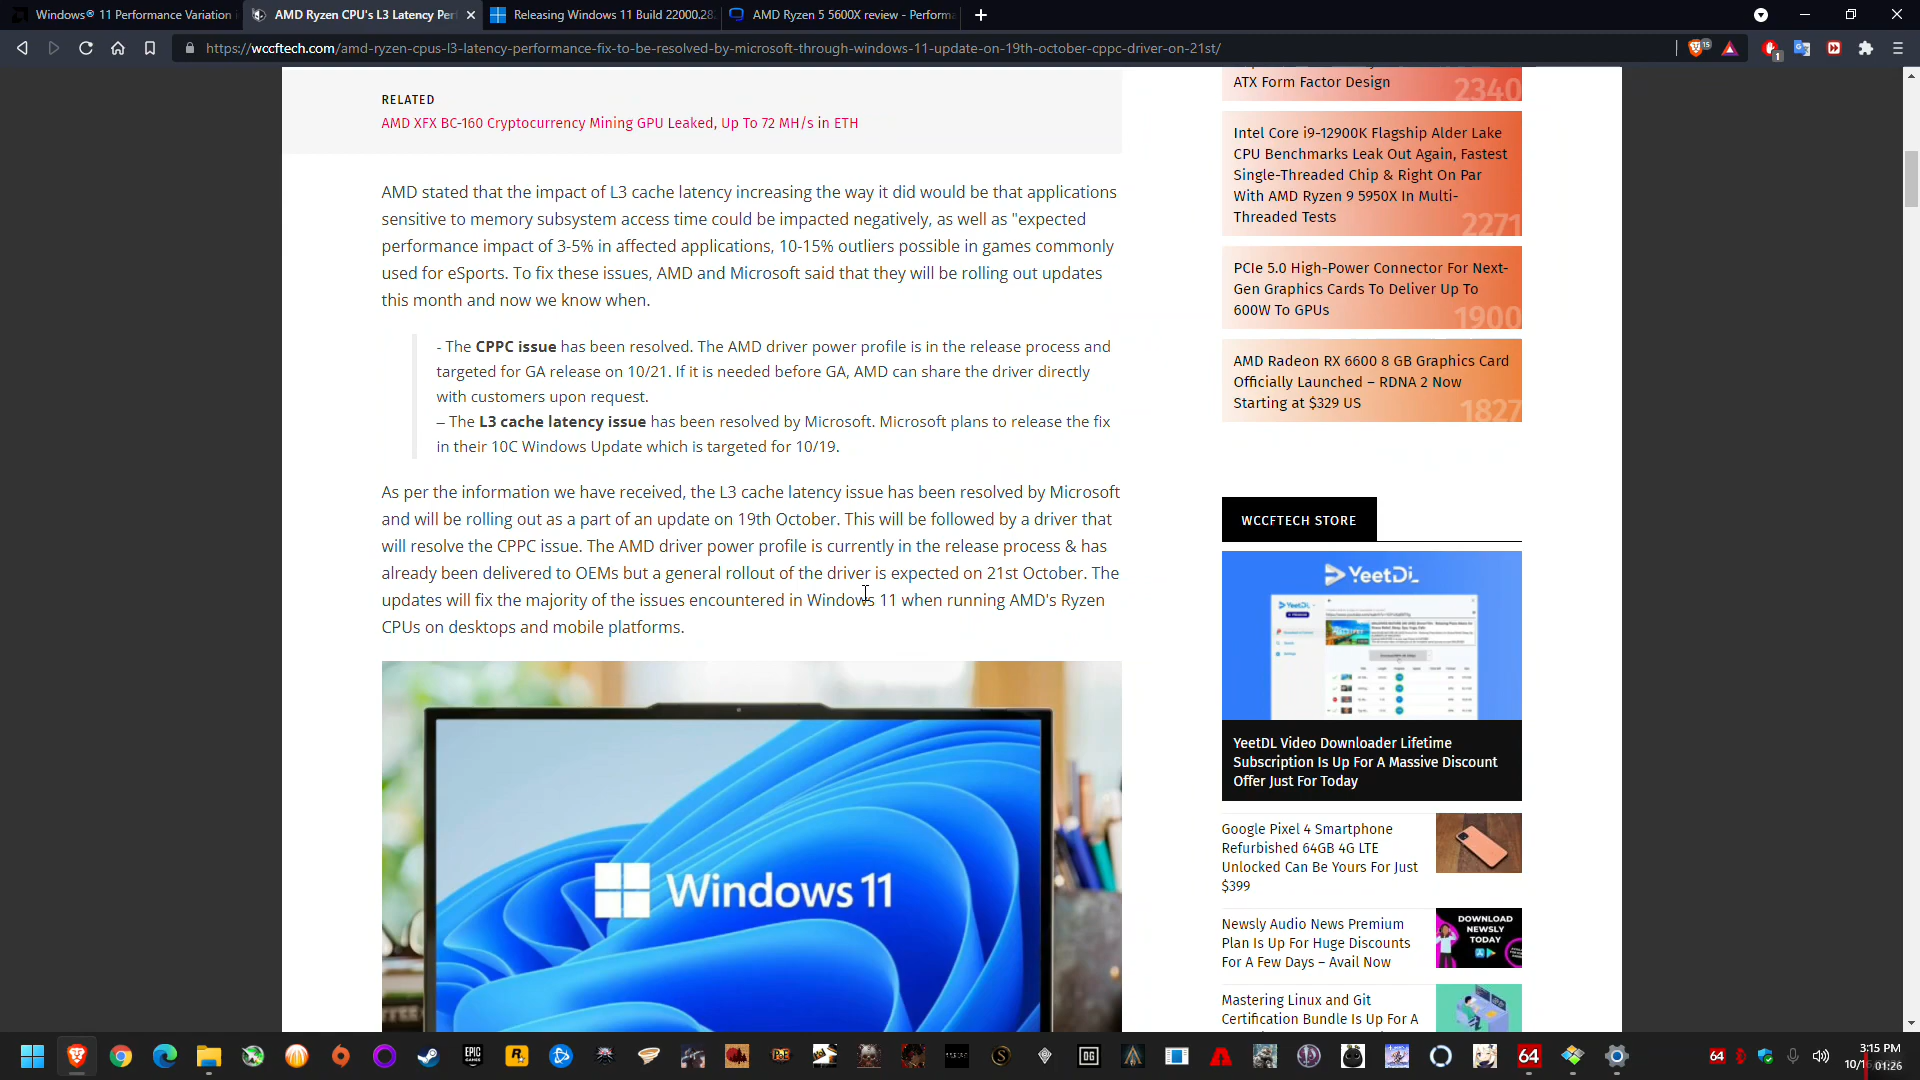 Windows® 11 Performance Variation
AMD Ryzen CPU's L3 Latency Per
Releasing Windows 11 Build 22000.28
AMD Ryzen 5 5600X review - Performa
https://wccftech.com/amd-ryzen-cpus-l3-latency-performance-fix-to-be-resolved-by-microsoft-through-windows-11-update-on-19th-october-cppc-driver-on-21st/
RELATED
AMD XFX BC-160 Cryptocurrency Mining GPU Leaked, Up To 72 MH/s in ETH
AMD stated that the impact of L3 cache latency increasing the way it did would be that applications
sensitive to memory subsystem access time could be impacted negatively, as well as "expected
performance impact of 3-5% in affected applications, 10-15% outliers possible in games commonly
used for eSports. To fix these issues, AMD and Microsoft said that they will be rolling out updates
this month and now we know when.
- The CPPC issue has been resolved. The AMD driver power profile is in the release process and
targeted for GA release on 10/21. If it is needed before GA, AMD can share the driver directly
with customers upon request.
– The L3 cache latency issue has been resolved by Microsoft. Microsoft plans to release the fix
in their 10C Windows Update which is targeted for 10/19.
As per the information we have received, the L3 cache latency issue has been resolved by Microsoft
and will be rolling out as a part of an update on 19th October. This will be followed by a driver that
will resolve the CPPC issue. The AMD driver power profile is currently in the release process & has
already been delivered to OEMs but a general rollout of the driver is expected on 21st October. The
updates will fix the majority of the issues encountered in Windows 11 when running AMD's Ryzen
CPUs on desktops and mobile platforms.
Windows 11
ATX Form Factor Design
2340
Intel Core i9-12900K Flagship Alder Lake
CPU Benchmarks Leak Out Again, Fastest
Single-Threaded Chip & Right On Par
With AMD Ryzen 9 5950X In Multi-
Threaded Tests
2271
PCIe 5.0 High-Power Connector For Next-
Gen Graphics Cards To Deliver Up To
600W To GPUs
1900
AMD Radeon RX 6600 8 GB Graphics Card
Officially Launched – RDNA 2 Now
Starting at $329 US
1827
WCCFTECH STORE
YeetDL
YeetDL Video Downloader Lifetime
Subscription Is Up For A Massive Discount
Offer Just For Today
Google Pixel 4 Smartphone
Refurbished 64GB 4G LTE
Unlocked Can Be Yours For Just
$399
Newsly Audio News Premium
Plan Is Up For Huge Discounts
For A Few Days – Avail Now
DOWNLOAD
NEWSLY
TODAY
Mastering Linux and Git
Certification Bundle Is Up For A
EPIC
GAMES
OG
64
64
3:15 PM
01:26